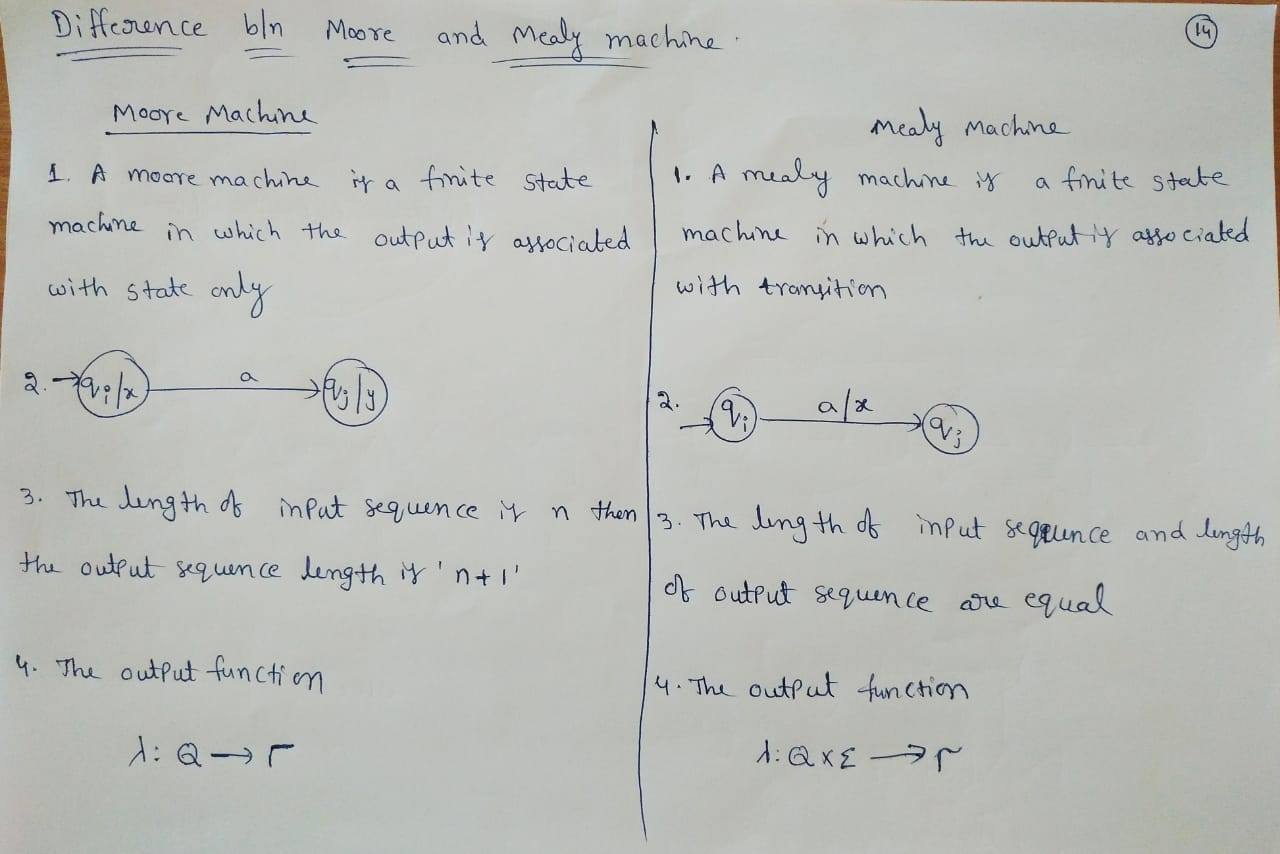 Difference b/n Moore and Mealy machine.
14
Moore Machine
1. A moore machine is a finite state
machine in which the output is associated
with state only
2. qi/x a qj/y
3. The length of input sequence is n then
the output sequence length is 'n+1'
4. The output function
λ: Q → Γ
Mealy Machine
1. A mealy machine is a finite state
machine in which the output is associated
with transition
2. qi a/x qj
3. The length of input sequence and length
of output sequence are equal
4. The output function
λ: Q x Σ → Γ